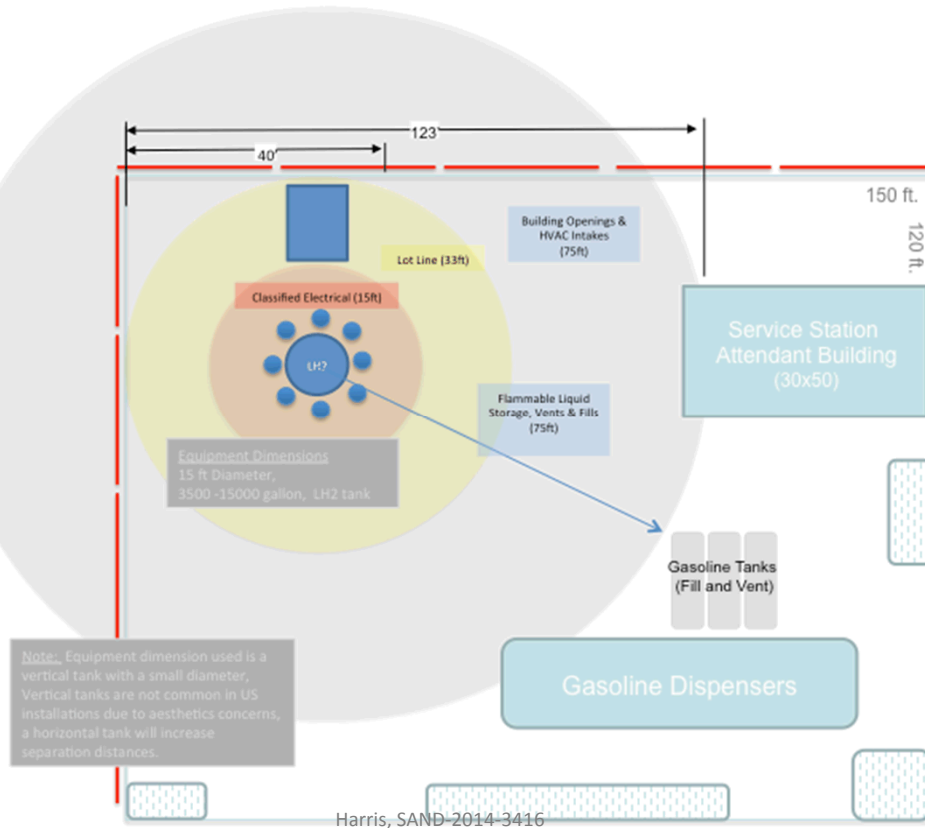 123'
40'
150 ft.
120 ft.
Building Openings &
HVAC Intakes
(75ft)
Lot Line (33ft)
Classified Electrical (15ft)
Service Station
Attendant Building
(30x50)
LH2
Flammable Liquid
Storage, Vents & Fills
(75ft)
Equipment Dimensions
15 ft Diameter,
3500 -15000 gallon, LH2 tank
Gasoline Tanks
(Fill and Vent)
Note: Equipment dimension used is a
vertical tank with a small diameter,
Vertical tanks are not common in US
installations due to aesthetics concerns,
a horizontal tank will increase
separation distances.
Gasoline Dispensers
Harris, SAND-2014-3416